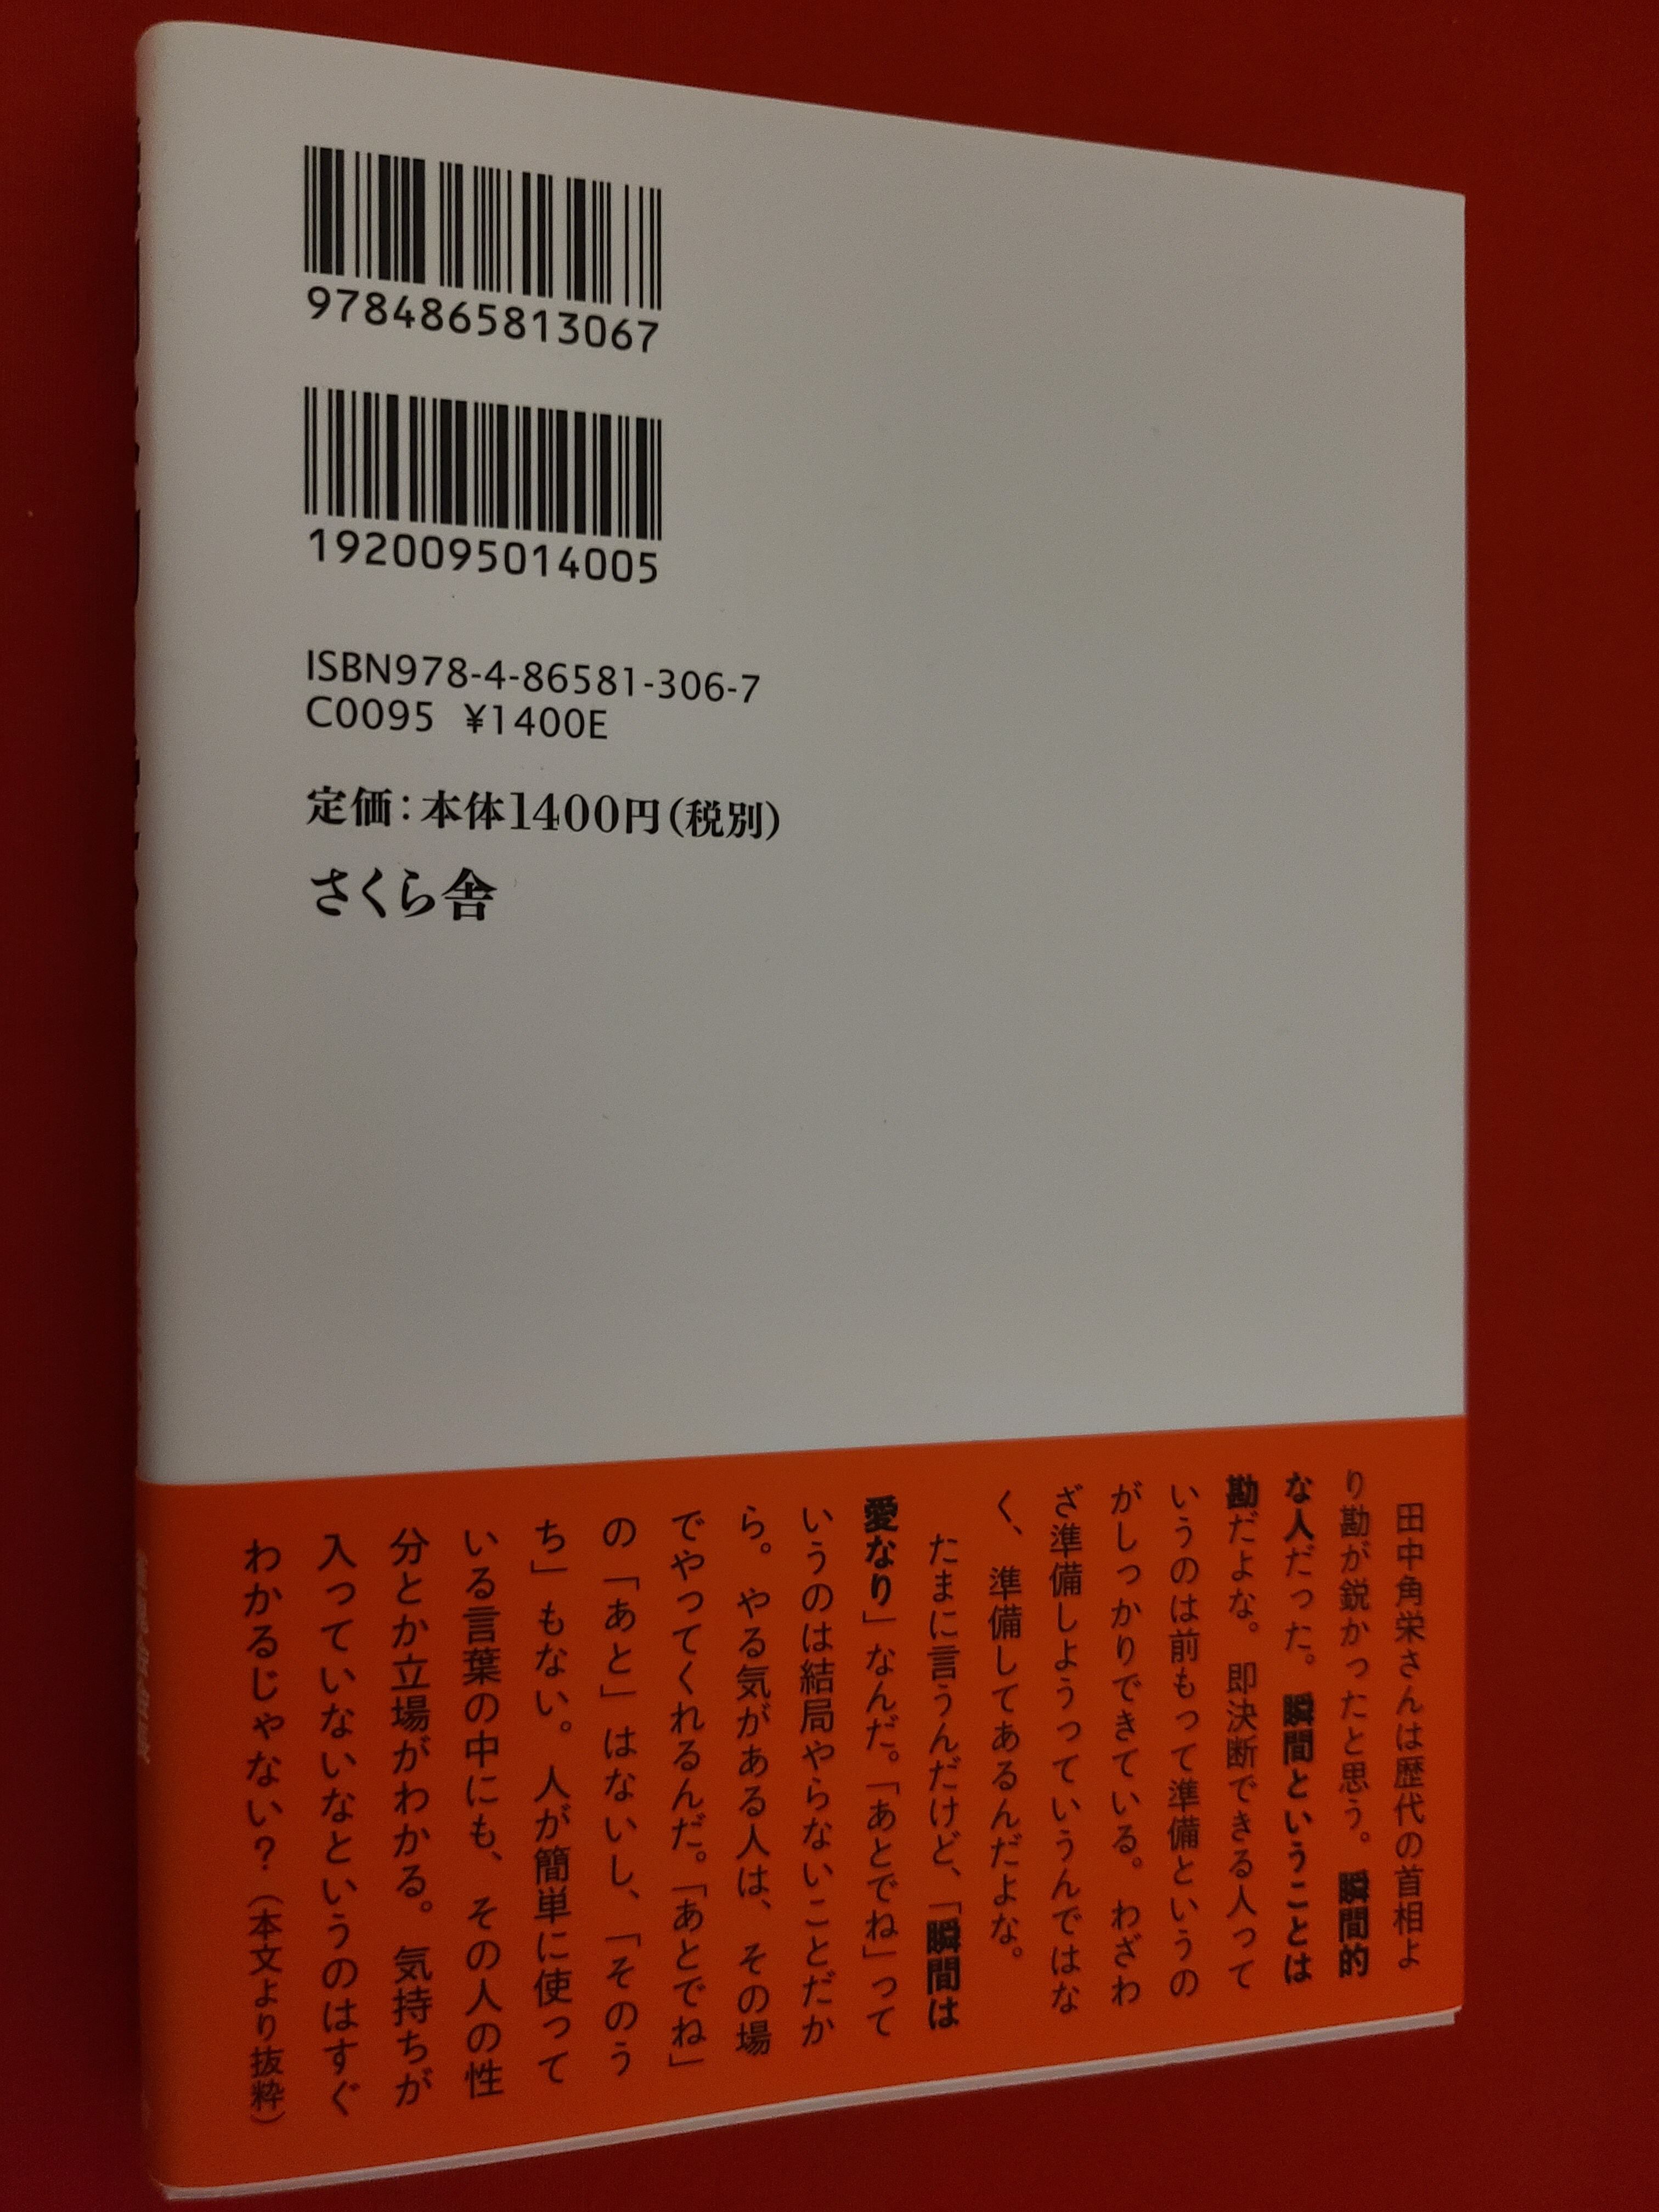 9784865813067
1920095014005
ISBN978-4-86581-306-7
C0095 ¥1400E
定価：本体1400円（税別）
さくら舎
田中角栄さんは歴代の首相よ
り勘が鋭かったと思う。瞬間的
な人だった。瞬間ということは
勘だよな。即決断できる人って
いうのは前もって準備というの
がしっかりできている。わざわ
ざ準備しようっていうんではな
く、準備してあるんだよな。
たまに言うんだけど、「瞬間は
愛なり」なんだ。「あとでね」って
いうのは結局やらないことだか
ら。やる気がある人は、その場
でやってくれるんだ。「あとでね」
の「あと」はないし、「そのう
ち」もない。人が簡単に使って
いる言葉の中にも、その人の性
分とか立場がわかる。気持ちが
入っていないなというのはすぐ
わかるじゃない？（本文より抜粋）